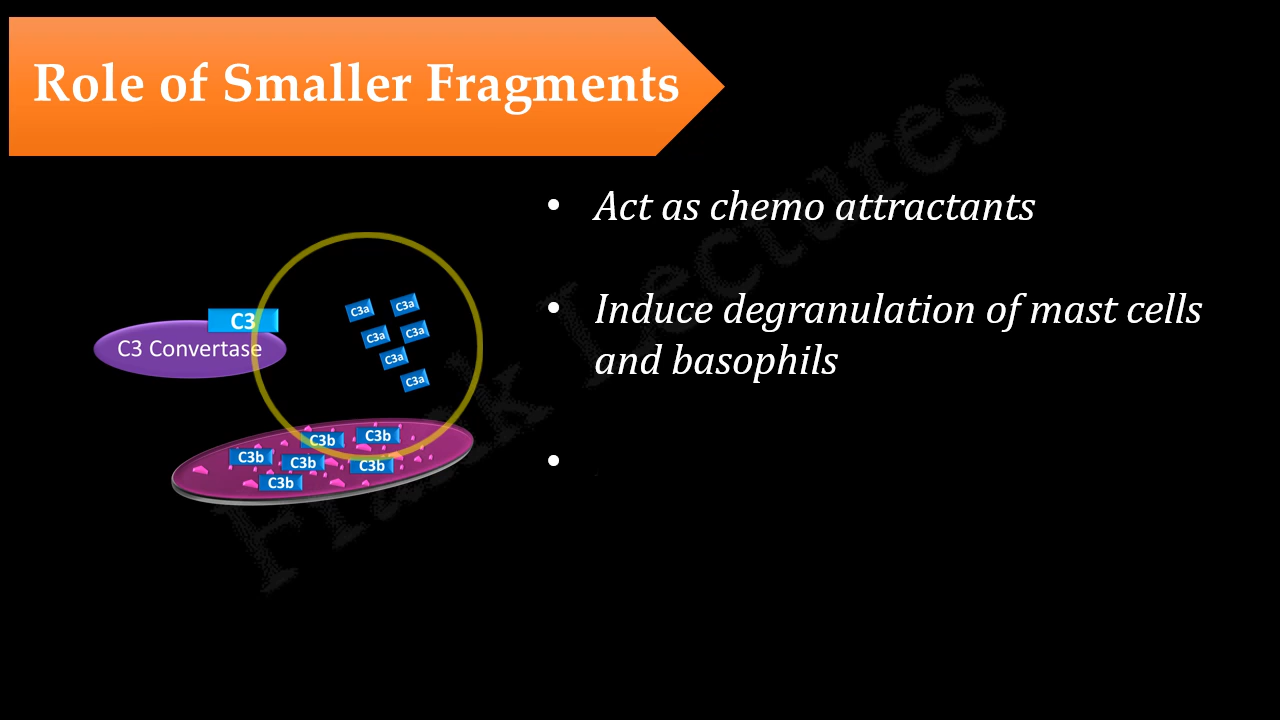 Role of Smaller Fragments
• Act as chemo attractants
• Induce degranulation of mast cells
and basophils
•
C3
C3 Convertase
C3a
C3a
C3a
C3a
C3a
C3a
C3b
C3b
C3b
C3b
C3b
C3b